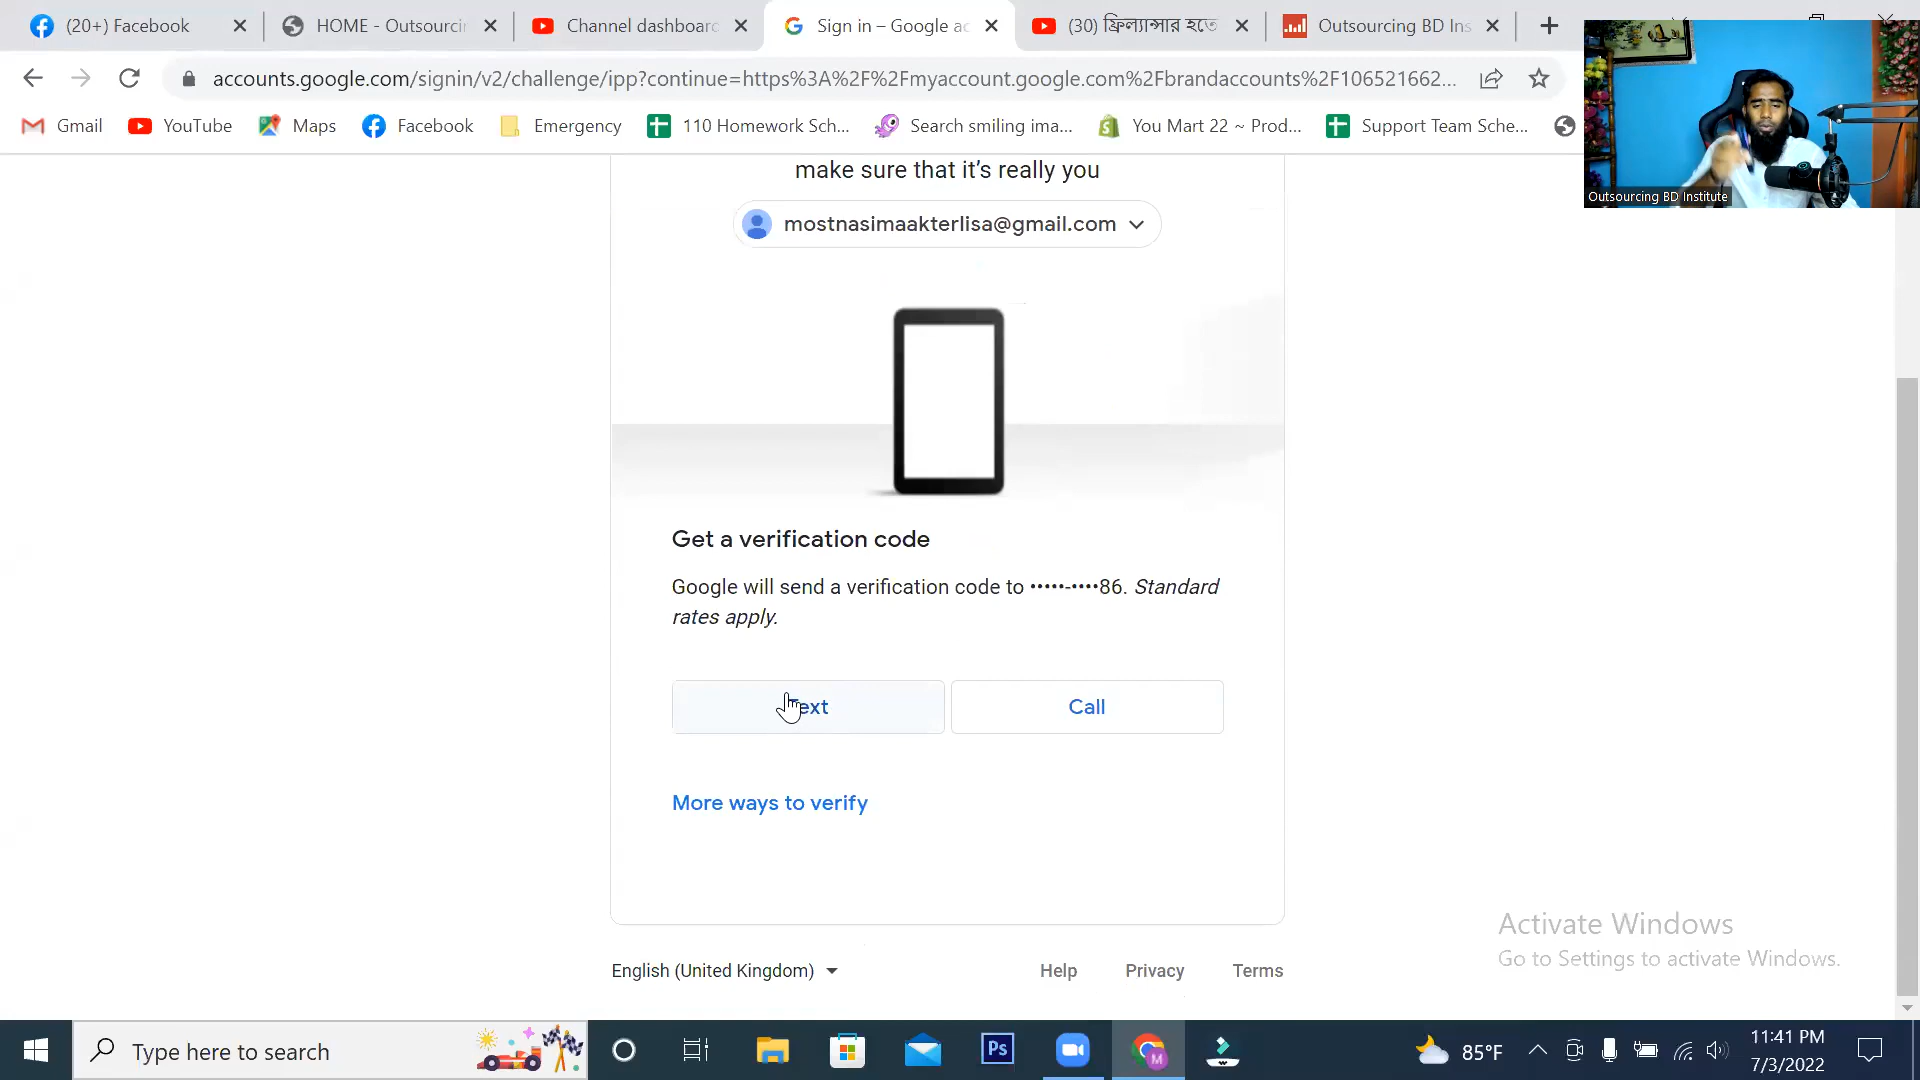 (20+) Facebook
HOME - Outsourcin
Channel dashboard
Sign in – Google ac
(30) ফ্রিল্যান্সার হতে
Outsourcing BD Ins
accounts.google.com/signin/v2/challenge/ipp?continue=https%3A%2F%2Fmyaccount.google.com%2Fbrandaccounts%2F106521662...
Gmail
YouTube
Maps
Facebook
Emergency
110 Homework Sch...
Search smiling ima...
You Mart 22 ~ Prod...
Support Team Sche...
Outsourcing BD Institute
make sure that it's really you
mostnasimaakterlisa@gmail.com
Get a verification code
Google will send a verification code to •••••-••••86. Standard
rates apply.
Text
Call
More ways to verify
English (United Kingdom)
Help
Privacy
Terms
Activate Windows
Go to Settings to activate Windows.
Type here to search
Ps
M
85°F
11:41 PM
7/3/2022